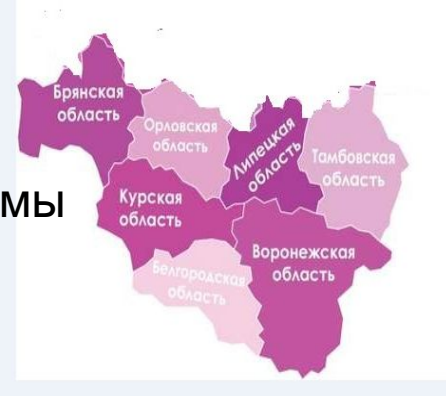 Брянская
область
Орловская
область
Липецкая
область
Тамбовская
область
мы
Курская
область
Воронежская
область
Белгородская
область